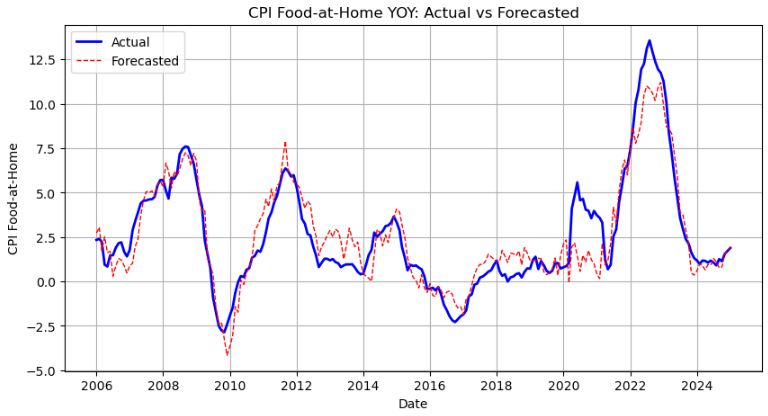 CPI Food-at-Home YOY: Actual vs Forecasted
Actual
Forecasted
CPI Food-at-Home
12.5
10.0
7.5
5.0
2.5
0.0
−2.5
−5.0
2006 2008 2010 2012 2014 2016 2018 2020 2022 2024
Date